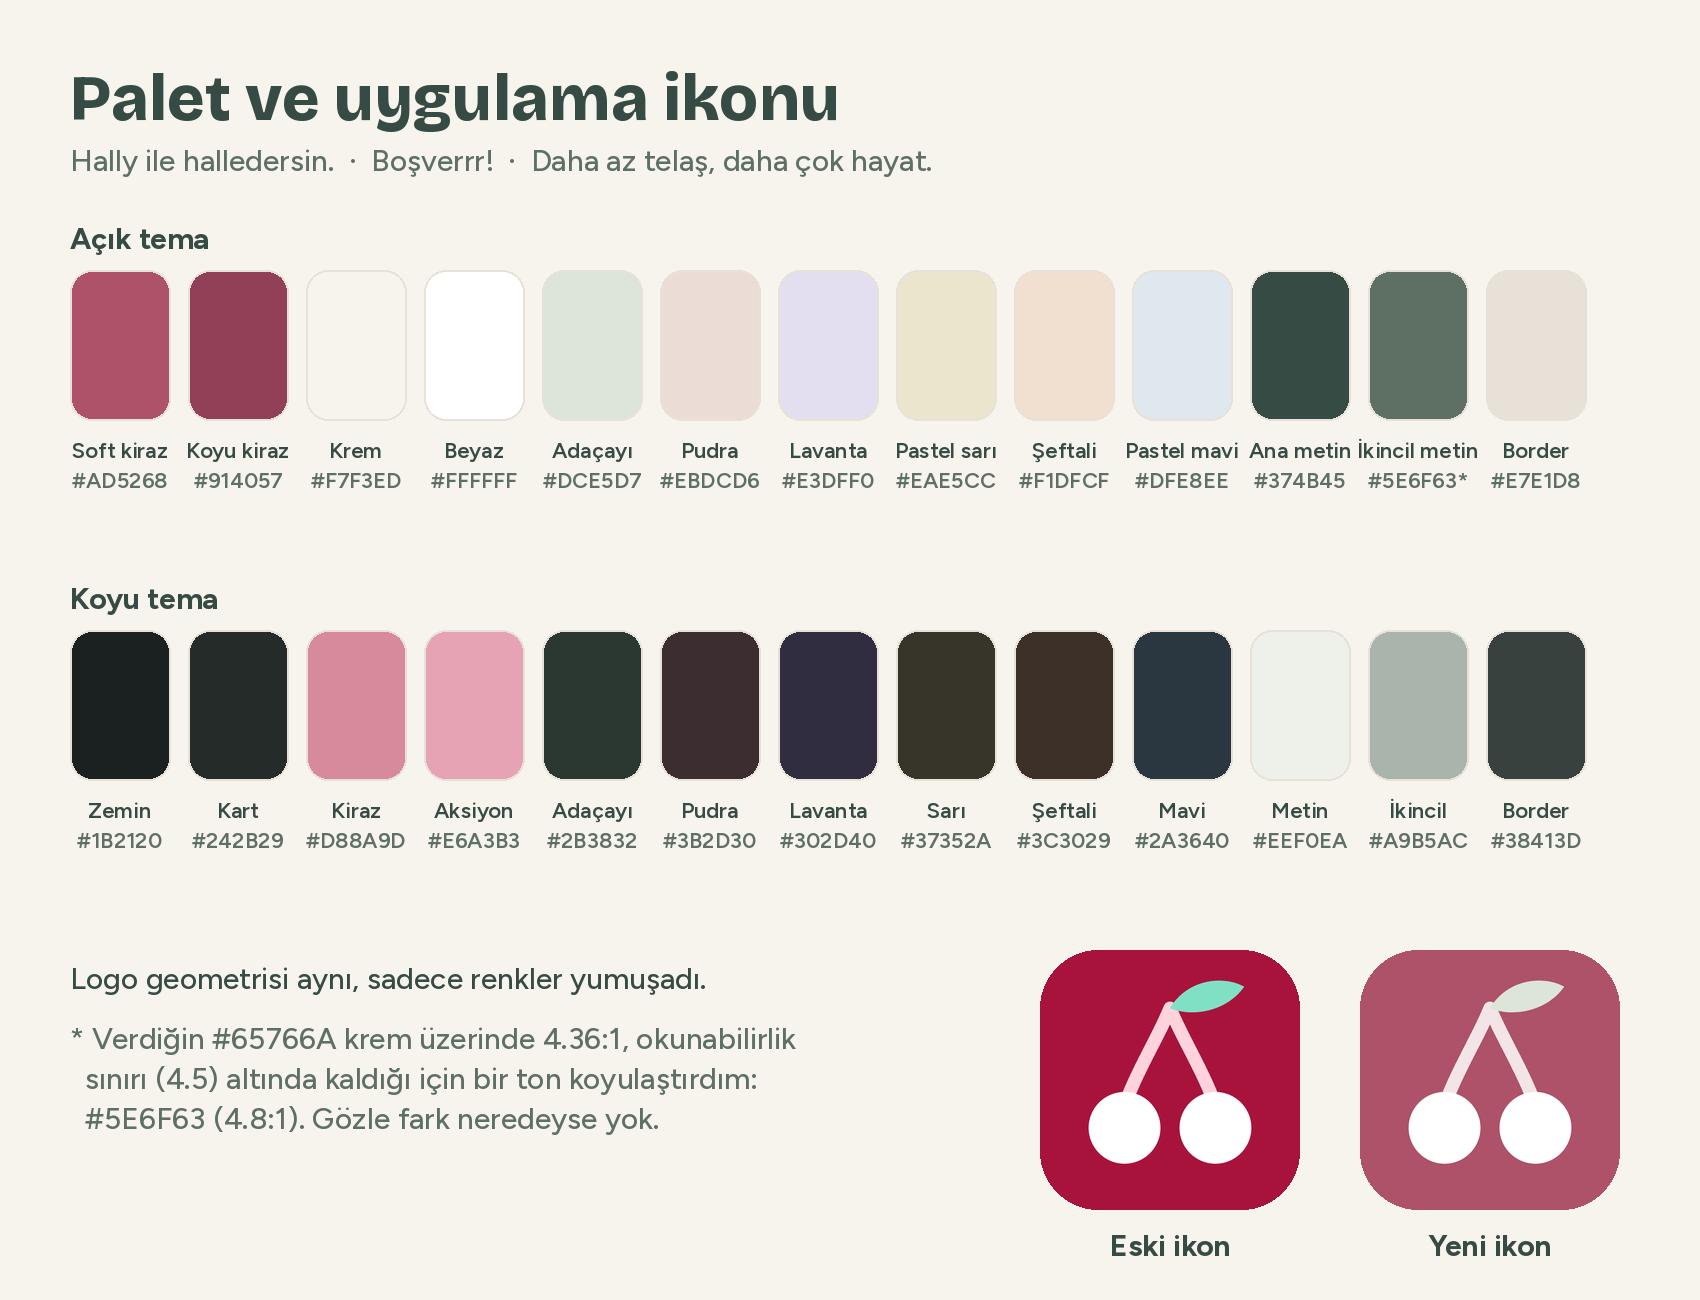 Palet ve uygulama ikonu
Hally ile halledersin. · Boşverrr! · Daha az telaş, daha çok hayat.
Açık tema
Soft kiraz Koyu kiraz Krem Beyaz Adaçayı Pudra Lavanta Pastel sarı Şeftali Pastel mavi Ana metin İkincil metin Border
#AD5268 #914057 #F7F3ED #FFFFFF #DCE5D7 #EBDCD6 #E3DFF0 #EAE5CC #F1DFCF #DFE8EE #374B45 #5E6F63* #E7E1D8
Koyu tema
Zemin Kart Kiraz Aksiyon Adaçayı Pudra Lavanta Sarı Şeftali Mavi Metin İkincil Border
#1B2120 #242B29 #D88A9D #E6A3B3 #2B3832 #3B2D30 #302D40 #37352A #3C3029 #2A3640 #EEF0EA #A9B5AC #38413D
Logo geometrisi aynı, sadece renkler yumuşadı.
* Verdiğin #65766A krem üzerinde 4.36:1, okunabilirlik
sınırı (4.5) altında kaldığı için bir ton koyulaştırdım:
#5E6F63 (4.8:1). Gözle fark neredeyse yok.
Eski ikon Yeni ikon